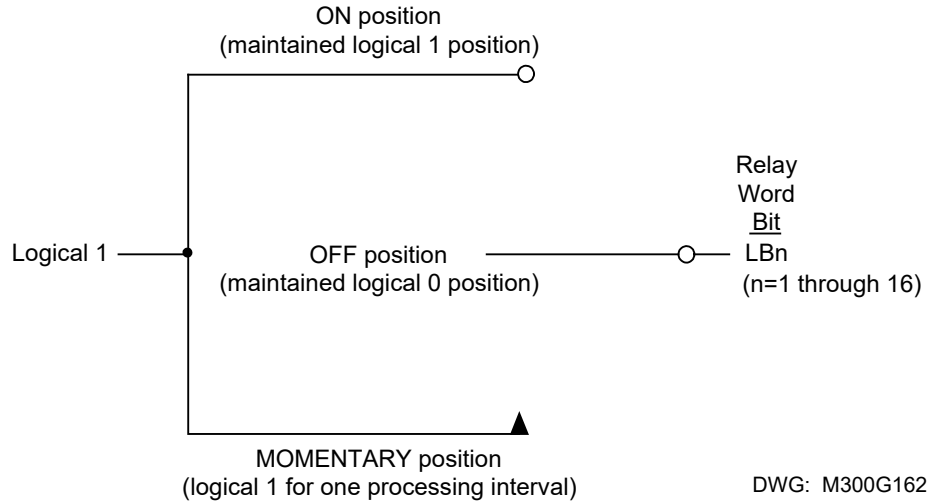 ON position
(maintained logical 1 position)
Relay
Word
Bit
Logical 1
OFF position
(maintained logical 0 position)
LBn
(n=1 through 16)
MOMENTARY position
(logical 1 for one processing interval)
DWG: M300G162